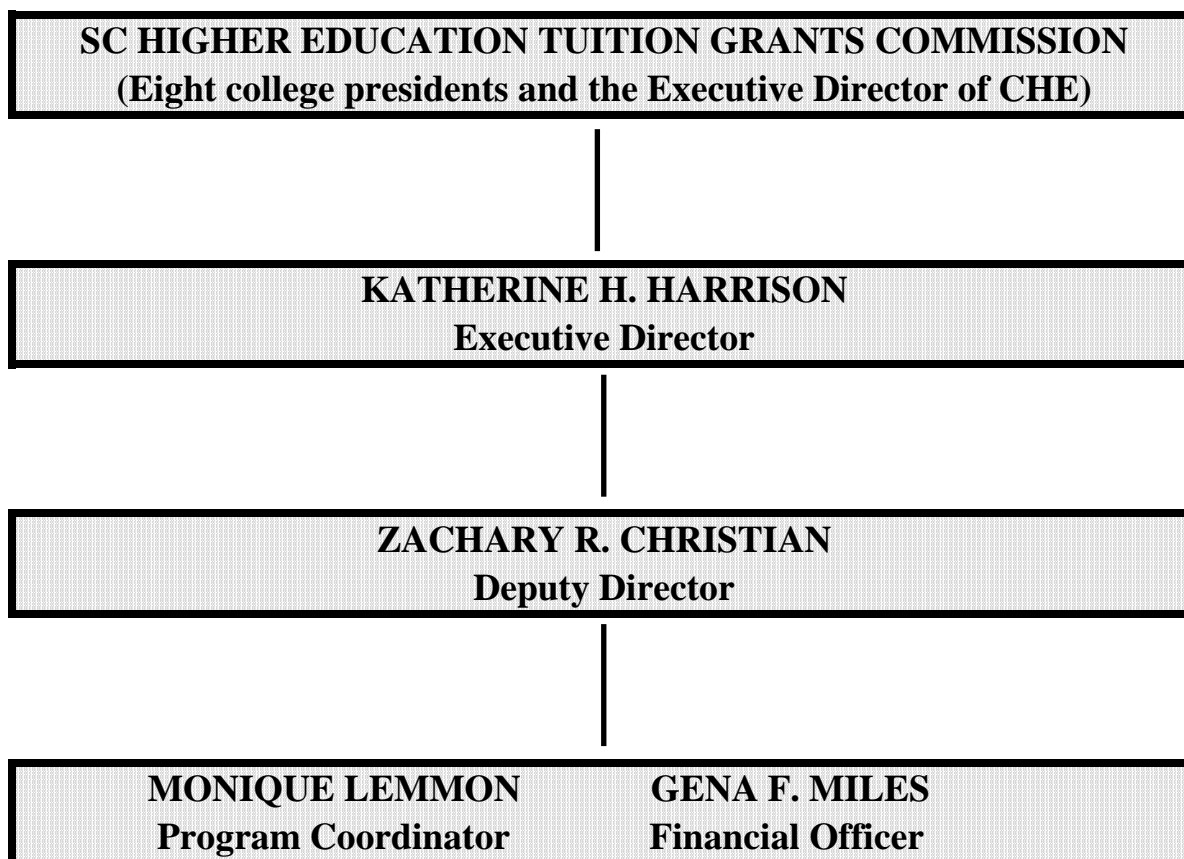 SC HIGHER EDUCATION TUITION GRANTS COMMISSION
(Eight college presidents and the Executive Director of CHE)
KATHERINE H. HARRISON
Executive Director
ZACHARY R. CHRISTIAN
Deputy Director
MONIQUE LEMMON GENA F. MILES
Program Coordinator Financial Officer